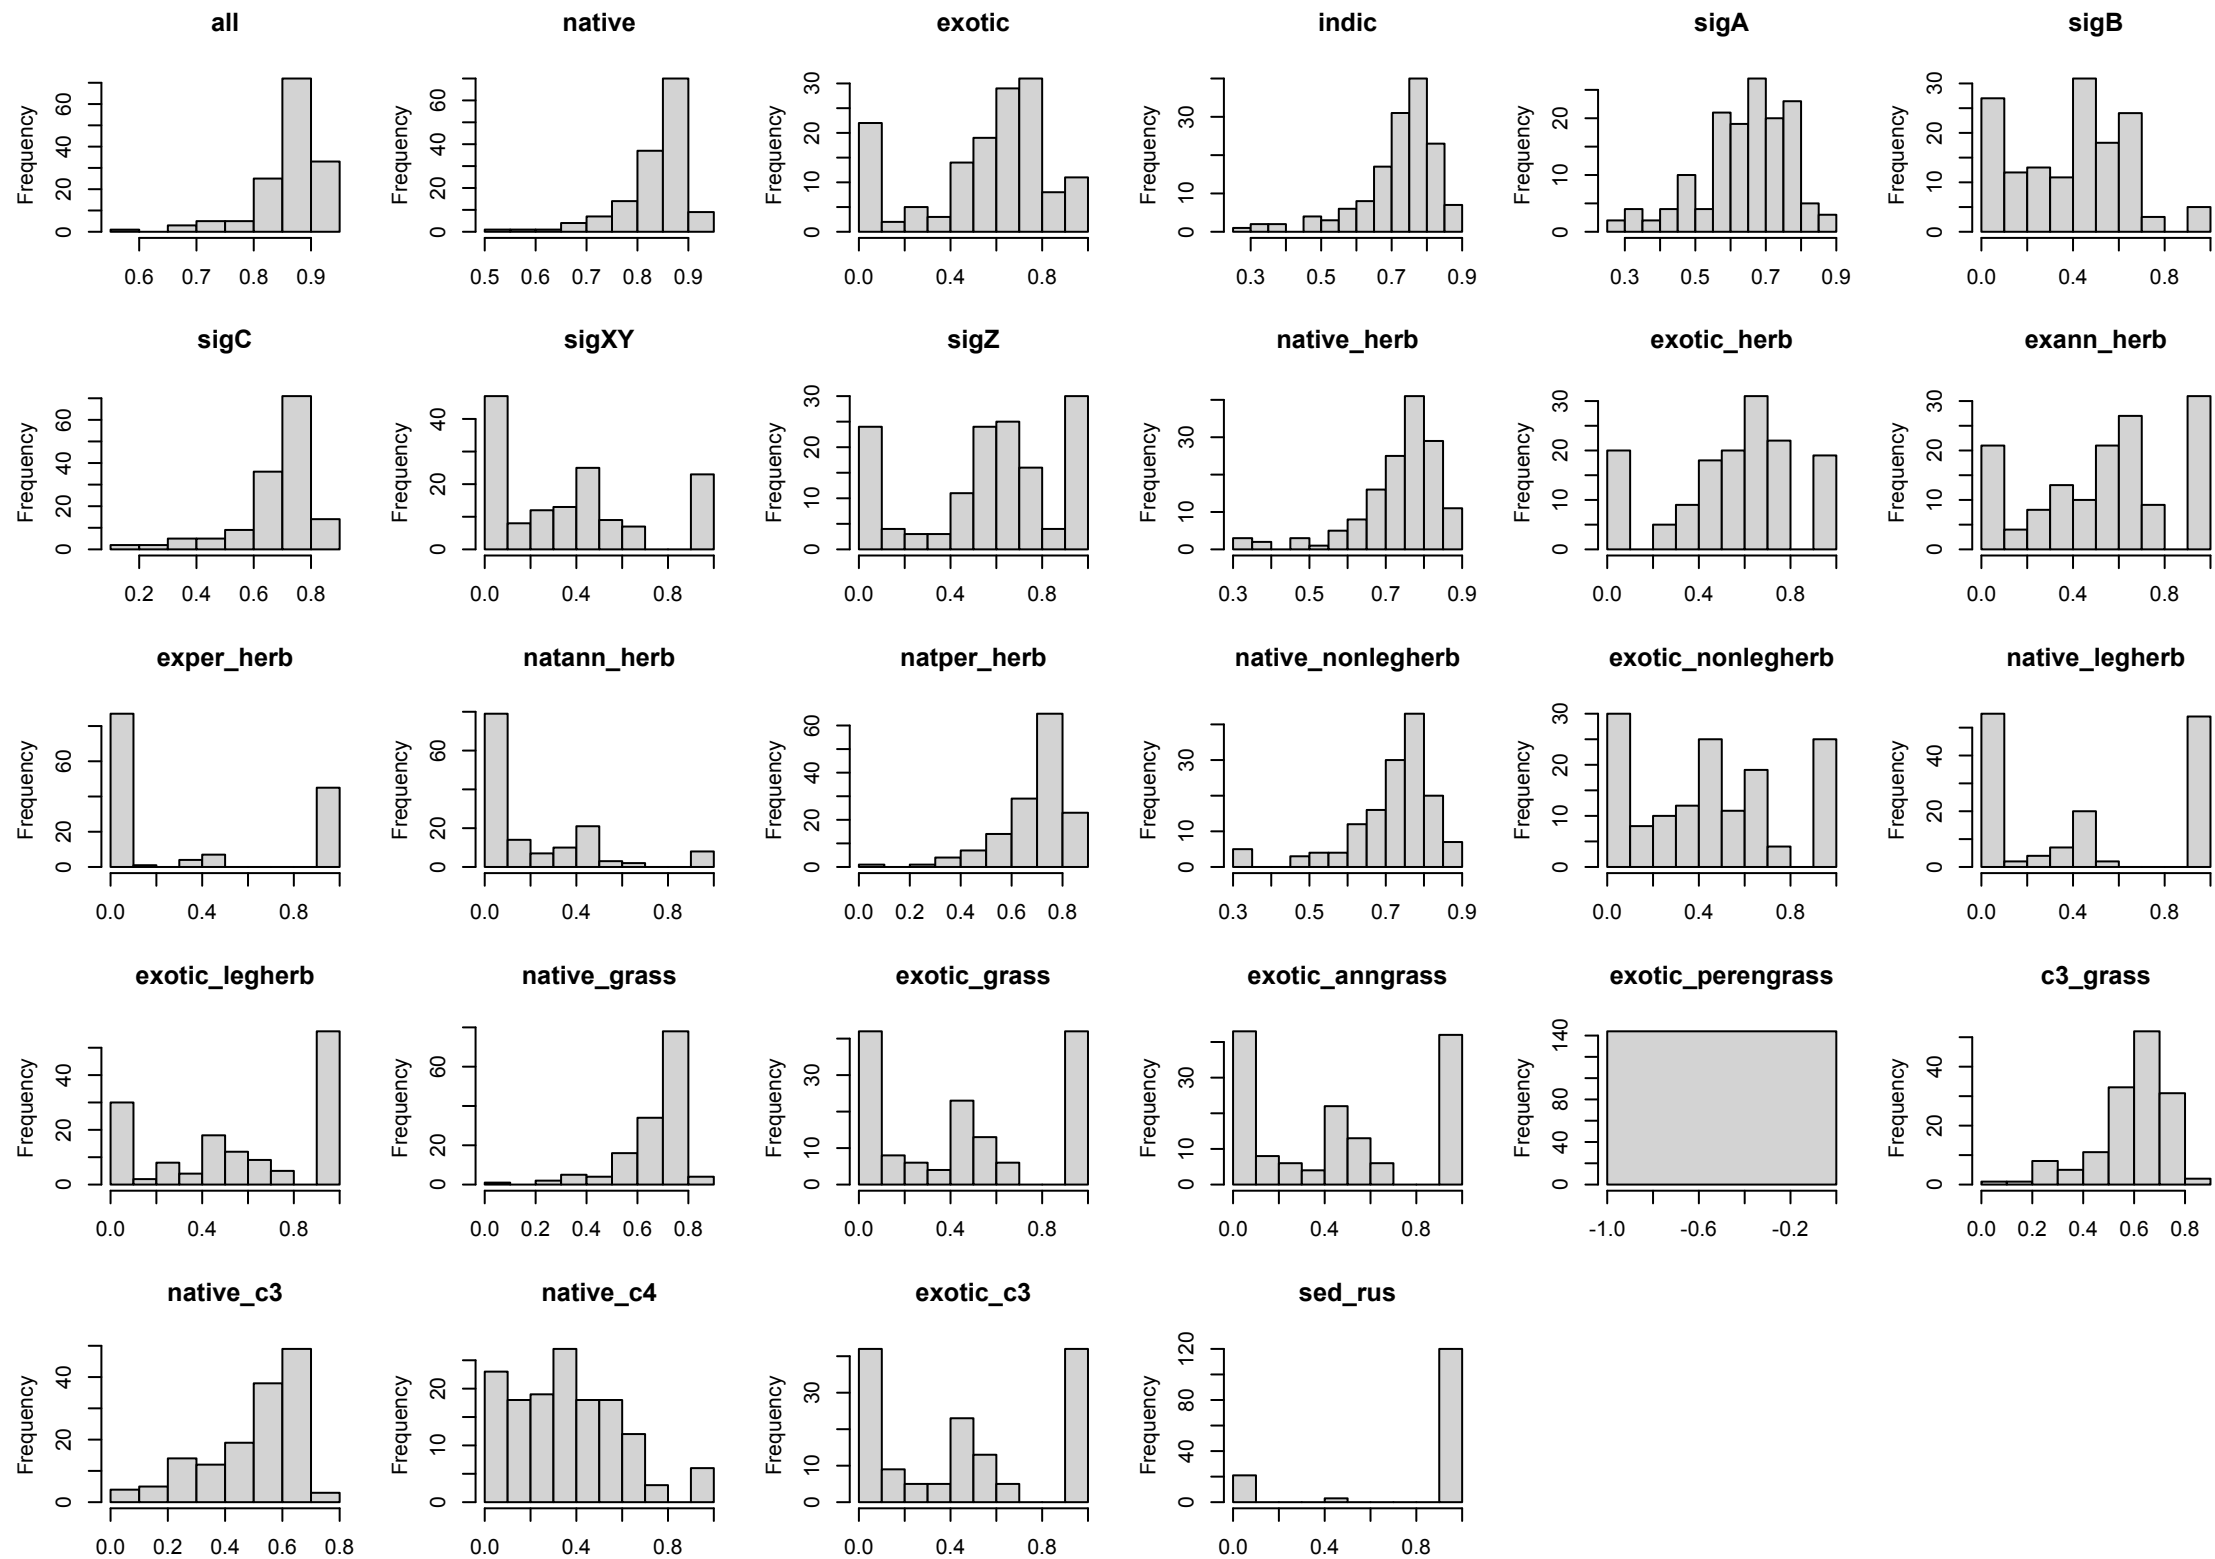 all native exotic indic sigA sigB
Frequency 0 20 40 60 Frequency 0 20 40 60 Frequency 0 10 20 30 Frequency 0 10 30 Frequency 0 10 20 Frequency 0 10 20 30
0.6 0.7 0.8 0.9 0.5 0.6 0.7 0.8 0.9 0.0 0.4 0.8 0.3 0.5 0.7 0.9 0.3 0.5 0.7 0.9 0.0 0.4 0.8
sigC sigXY sigZ native_herb exotic_herb exann_herb
Frequency 0 20 40 60 Frequency 0 20 40 Frequency 0 10 20 30 Frequency 0 10 30 Frequency 0 10 20 30 Frequency 0 10 20 30
0.2 0.4 0.6 0.8 0.0 0.4 0.8 0.0 0.4 0.8 0.3 0.5 0.7 0.9 0.0 0.4 0.8 0.0 0.4 0.8
exper_herb natann_herb natper_herb native_nonlegherb exotic_nonlegherb native_legherb
Frequency 0 20 60 Frequency 0 20 60 Frequency 0 20 40 60 Frequency 0 10 30 Frequency 0 10 20 30 Frequency 0 20 40
0.0 0.4 0.8 0.0 0.4 0.8 0.0 0.2 0.4 0.6 0.8 0.3 0.5 0.7 0.9 0.0 0.4 0.8 0.0 0.4 0.8
exotic_legherb native_grass exotic_grass exotic_anngrass exotic_perengrass c3_grass
Frequency 0 20 40 Frequency 0 20 60 Frequency 0 10 30 Frequency 0 10 30 Frequency 0 40 80 140 Frequency 0 20 40
0.0 0.4 0.8 0.0 0.2 0.4 0.6 0.8 0.0 0.4 0.8 0.0 0.4 0.8 -1.0 -0.6 -0.2 0.0 0.2 0.4 0.6 0.8
native_c3 native_c4 exotic_c3 sed_rus
Frequency 0 20 40 Frequency 0 10 20 Frequency 0 10 30 Frequency 0 40 80 120
0.0 0.2 0.4 0.6 0.8 0.0 0.4 0.8 0.0 0.4 0.8 0.0 0.4 0.8